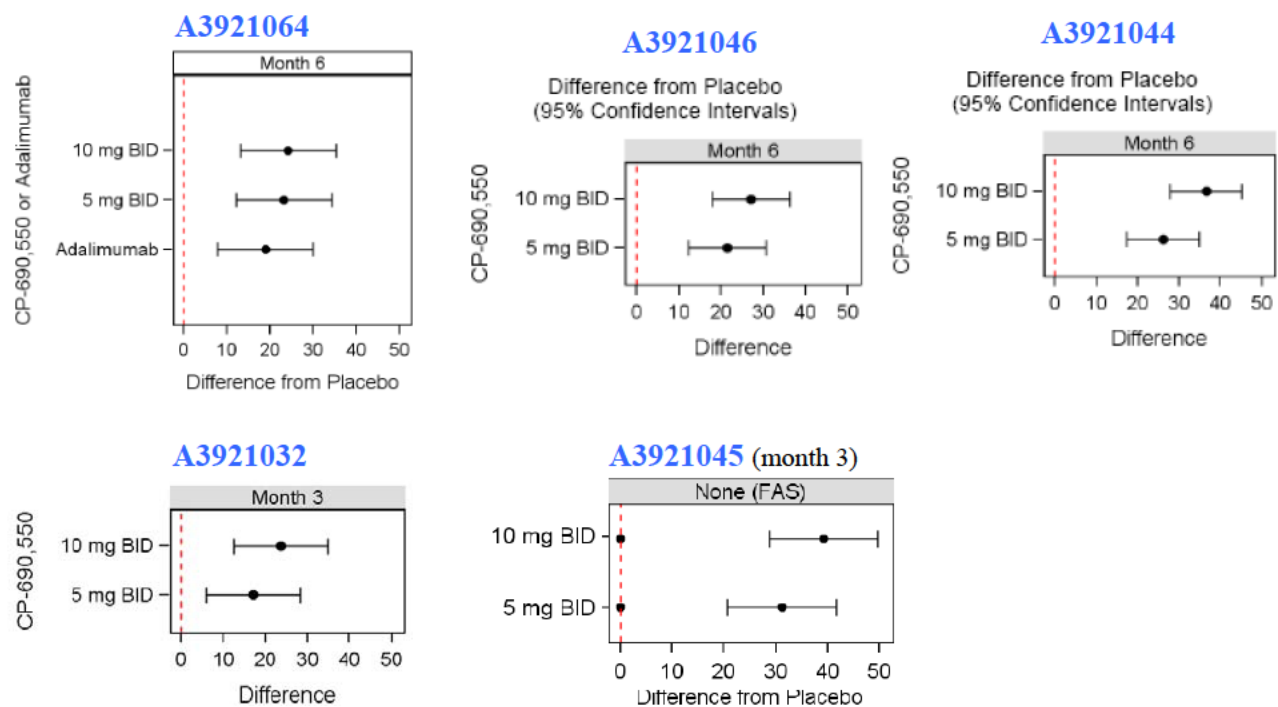 A3921064
Month 6
CP-690,550 or Adalimumab
10 mg BID
5 mg BID
Adalimumab
0 10 20 30 40 50
Difference from Placebo
A3921046
Difference from Placebo
(95% Confidence Intervals)
Month 6
CP-690,550
10 mg BID
5 mg BID
0 10 20 30 40 50
Difference
A3921044
Difference from Placebo
(95% Confidence Intervals)
Month 6
CP-690,550
10 mg BID
5 mg BID
0 10 20 30 40 50
Difference
A3921032
Month 3
CP-690,550
10 mg BID
5 mg BID
0 10 20 30 40 50
Difference
A3921045 (month 3)
None (FAS)
10 mg BID
5 mg BID
0 10 20 30 40 50
Difference from Placebo